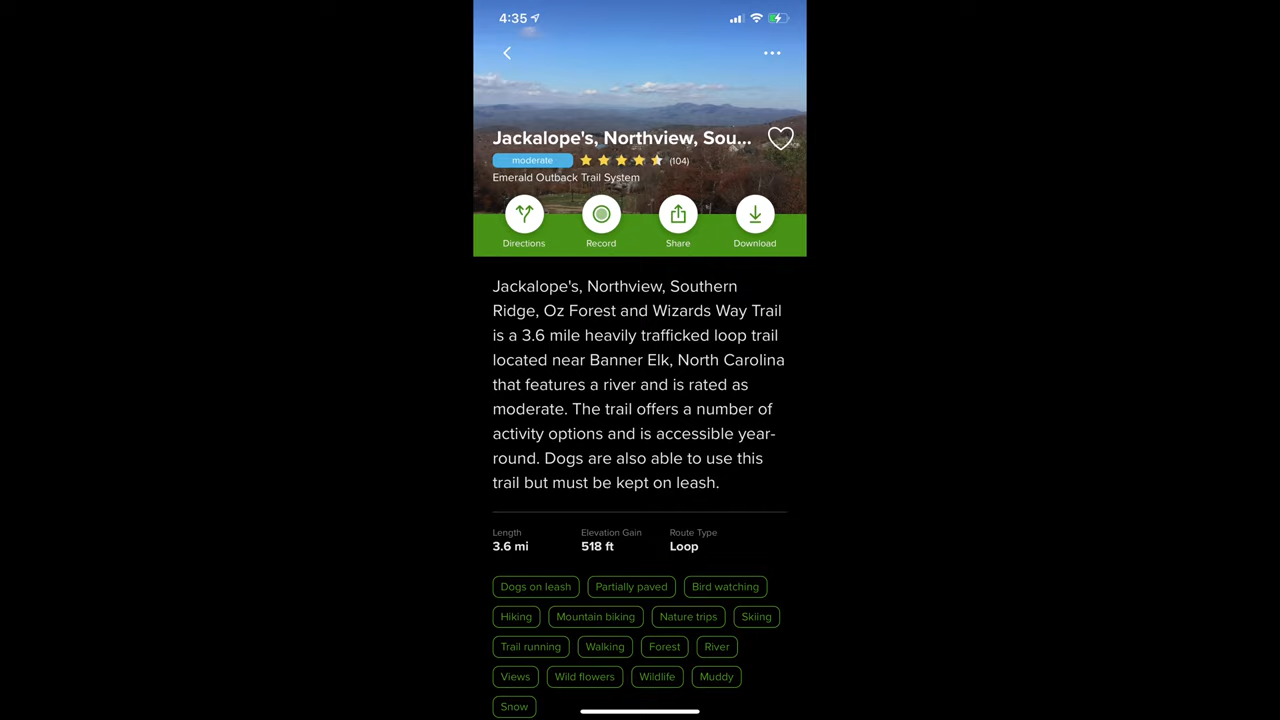 4:35
Jackalope's, Northview, Sou...
moderate
(104)
Emerald Outback Trail System
Directions Record Share Download
Jackalope's, Northview, Southern
Ridge, Oz Forest and Wizards Way Trail
is a 3.6 mile heavily trafficked loop trail
located near Banner Elk, North Carolina
that features a river and is rated as
moderate. The trail offers a number of
activity options and is accessible year-
round. Dogs are also able to use this
trail but must be kept on leash.
Length Elevation Gain Route Type
3.6 mi 518 ft Loop
Dogs on leash Partially paved Bird watching
Hiking Mountain biking Nature trips Skiing
Trail running Walking Forest River
Views Wild flowers Wildlife Muddy
Snow